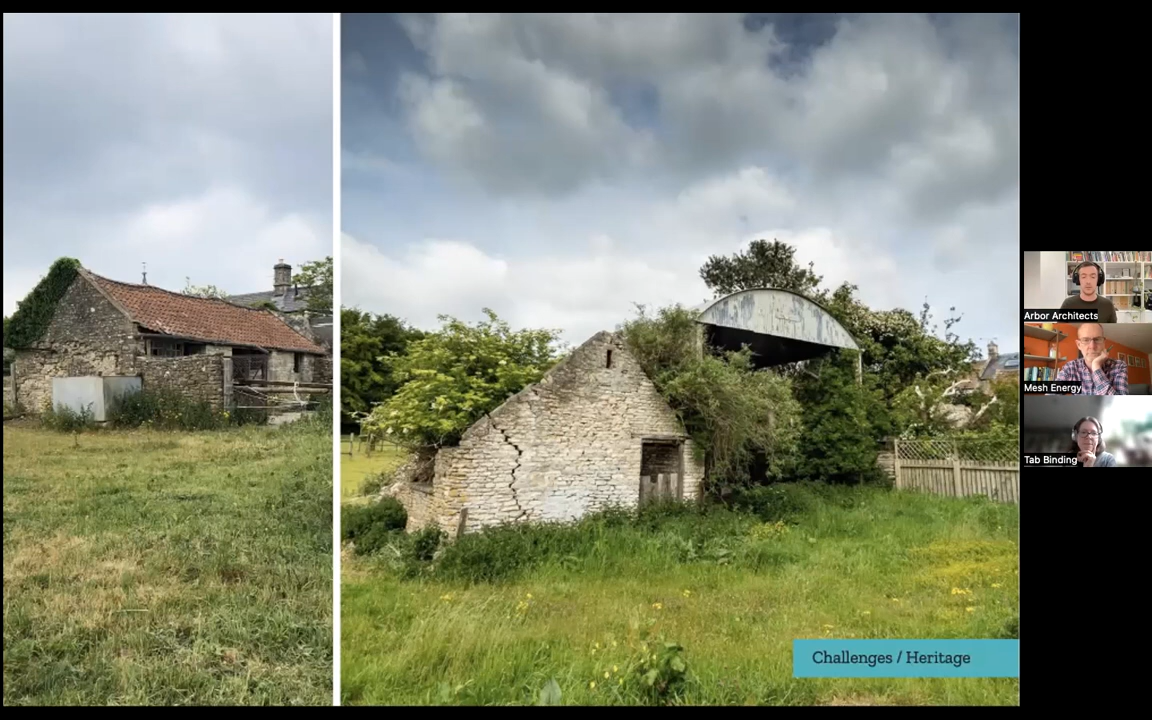 Arbor Architects
Mesh Energy
Tab Binding
Challenges / Heritage